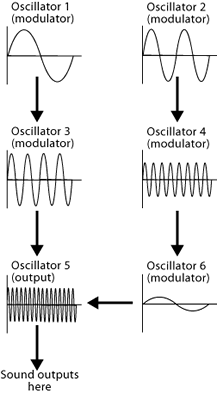 Oscillator 1
(modulator)
Oscillator 2
(modulator)
Oscillator 3
(modulator)
Oscillator 4
(modulator)
Oscillator 5
(output)
Oscillator 6
(modulator)
Sound outputs
here